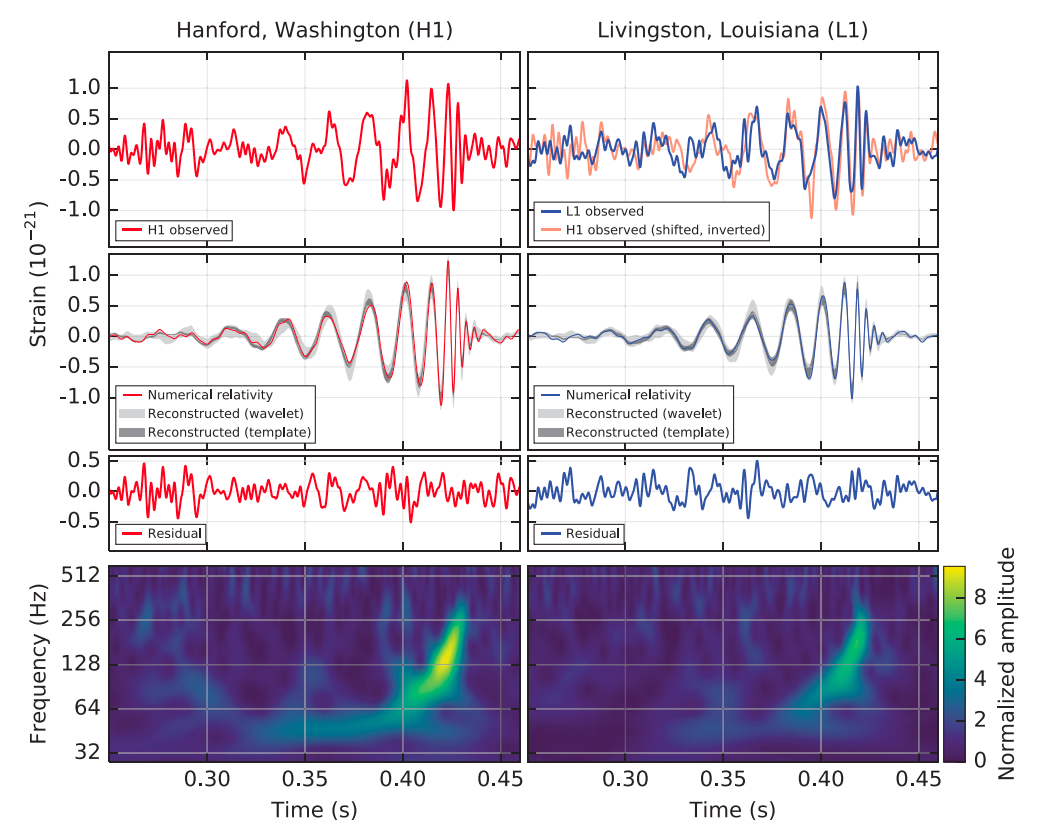 Hanford, Washington (H1)
Livingston, Louisiana (L1)
Strain (10⁻²¹)
1.0
0.5
0.0
-0.5
-1.0
H1 observed
L1 observed
H1 observed (shifted, inverted)
1.0
0.5
0.0
-0.5
-1.0
Numerical relativity
Reconstructed (wavelet)
Reconstructed (template)
Numerical relativity
Reconstructed (wavelet)
Reconstructed (template)
0.5
0.0
-0.5
Residual
Residual
Frequency (Hz)
512
256
128
64
32
Normalized amplitude
8
6
4
2
0
0.30 0.35 0.40 0.45
0.30 0.35 0.40 0.45
Time (s)
Time (s)